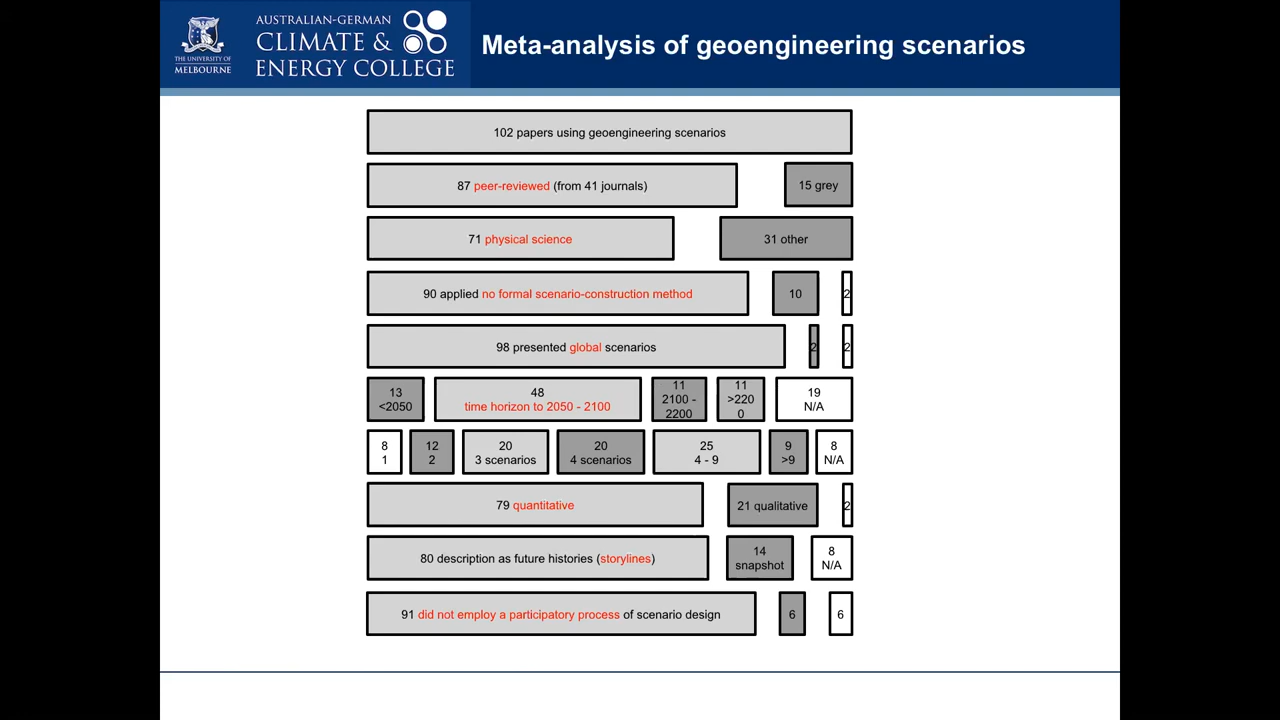 THE UNIVERSITY OF
MELBOURNE
AUSTRALIAN-GERMAN
CLIMATE &
ENERGY COLLEGE
Meta-analysis of geoengineering scenarios
102 papers using geoengineering scenarios
87 peer-reviewed (from 41 journals)
15 grey
71 physical science
31 other
90 applied no formal scenario-construction method
10
2
98 presented global scenarios
2
2
13
<2050
48
time horizon to 2050 - 2100
11
2100 -
2200
11
>220
0
19
N/A
8
1
12
2
20
3 scenarios
20
4 scenarios
25
4 - 9
9
>9
8
N/A
79 quantitative
21 qualitative
2
80 description as future histories (storylines)
14
snapshot
8
N/A
91 did not employ a participatory process of scenario design
6
6